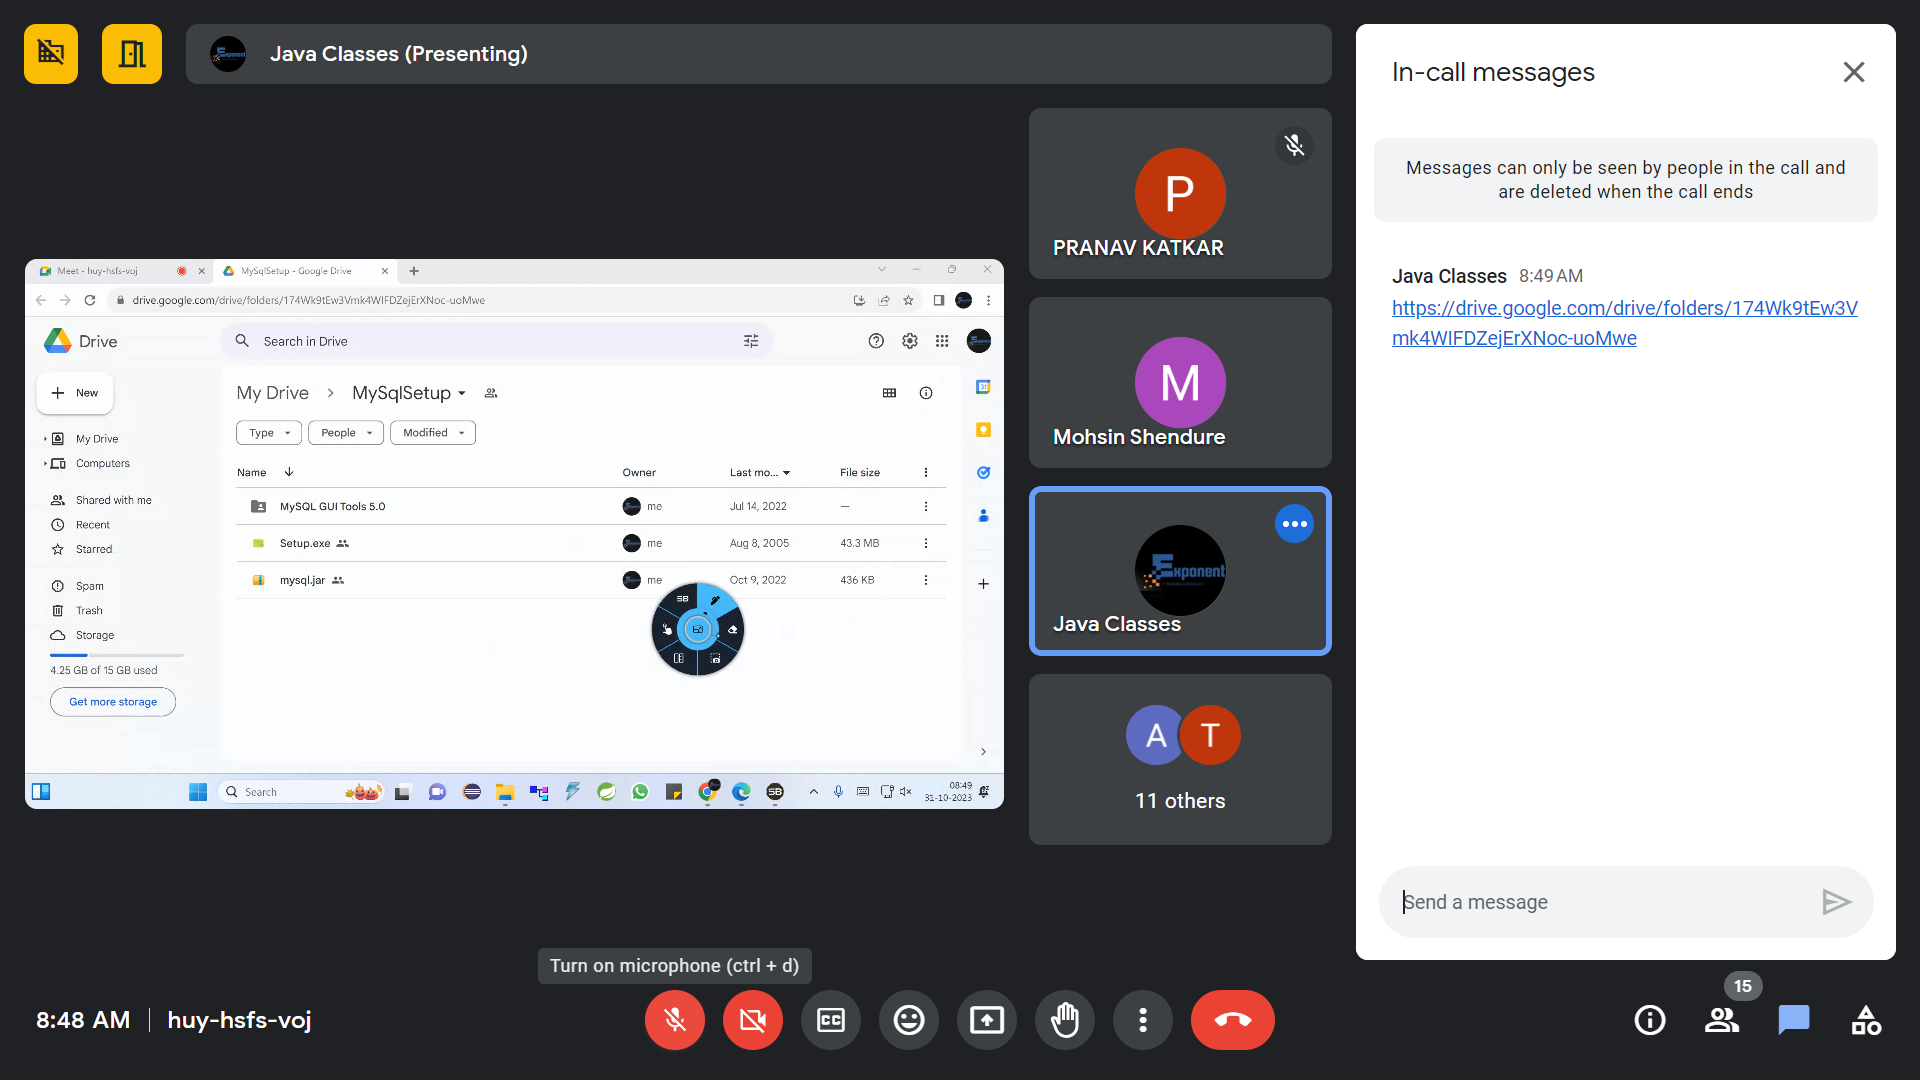 Java Classes (Presenting)
Meet - huy-hsfs-voj
MySqlSetup - Google Drive
drive.google.com/drive/folders/174Wk9tEw3Vmk4WIFDZejErXNoc-uoMwe
Drive
Search in Drive
New
My Drive
Computers
Shared with me
Recent
Starred
Spam
Trash
Storage
4.25 GB of 15 GB used
Get more storage
My Drive > MySqlSetup
Type People Modified
Name Owner Last mo... File size
MySQL GUI Tools 5.0 me Jul 14, 2022 —
Setup.exe me Aug 8, 2005 43.3 MB
mysql.jar me Oct 9, 2022 436 KB
SB
31
Search
SB
08:49
31-10-2023
P
PRANAV KATKAR
M
Mohsin Shendure
Exponent
Java Classes
A T
11 others
In-call messages
Messages can only be seen by people in the call and
are deleted when the call ends
Java Classes 8:49 AM
https://drive.google.com/drive/folders/174Wk9tEw3V
mk4WIFDZejErXNoc-uoMwe
Send a message
Turn on microphone (ctrl + d)
8:48 AM | huy-hsfs-voj
CC
15